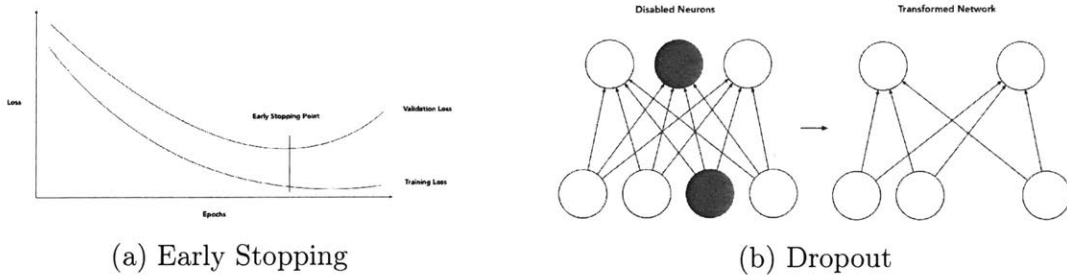 Loss
Validation Loss
Early Stopping Point
Training Loss
Epochs
(a) Early Stopping
Disabled Neurons
Transformed Network
(b) Dropout